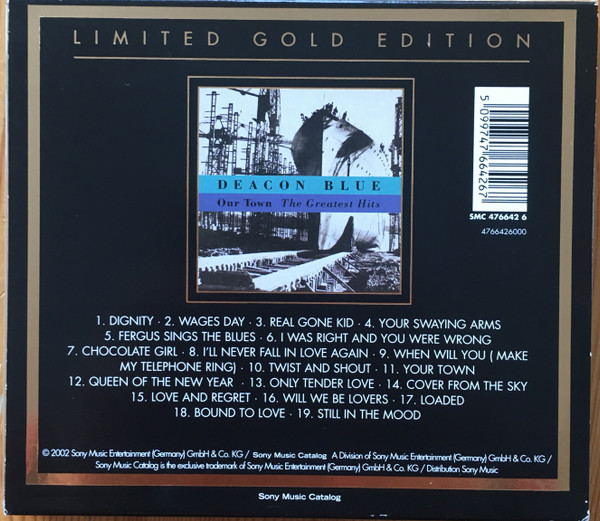 LIMITED GOLD EDITION
DEACON BLUE
Our Town The Greatest Hits
5 099747 664267
SMC 476642 6
4766426000
1. DIGNITY · 2. WAGES DAY · 3. REAL GONE KID · 4. YOUR SWAYING ARMS
5. FERGUS SINGS THE BLUES · 6. I WAS RIGHT AND YOU WERE WRONG
7. CHOCOLATE GIRL · 8. I'LL NEVER FALL IN LOVE AGAIN · 9. WHEN WILL YOU ( MAKE
MY TELEPHONE RING) · 10. TWIST AND SHOUT · 11. YOUR TOWN
12. QUEEN OF THE NEW YEAR · 13. ONLY TENDER LOVE · 14. COVER FROM THE SKY
15. LOVE AND REGRET · 16. WILL WE BE LOVERS · 17. LOADED
18. BOUND TO LOVE · 19. STILL IN THE MOOD
© 2002 Sony Music Entertainment (Germany) GmbH & Co. KG / Sony Music Catalog A Division of Sony Music Entertainment (Germany) GmbH & Co. KG /
Sony Music Catalog is the exclusive trademark of Sony Music Entertainment (Germany) GmbH & Co. KG / Distribution Sony Music
Sony Music Catalog